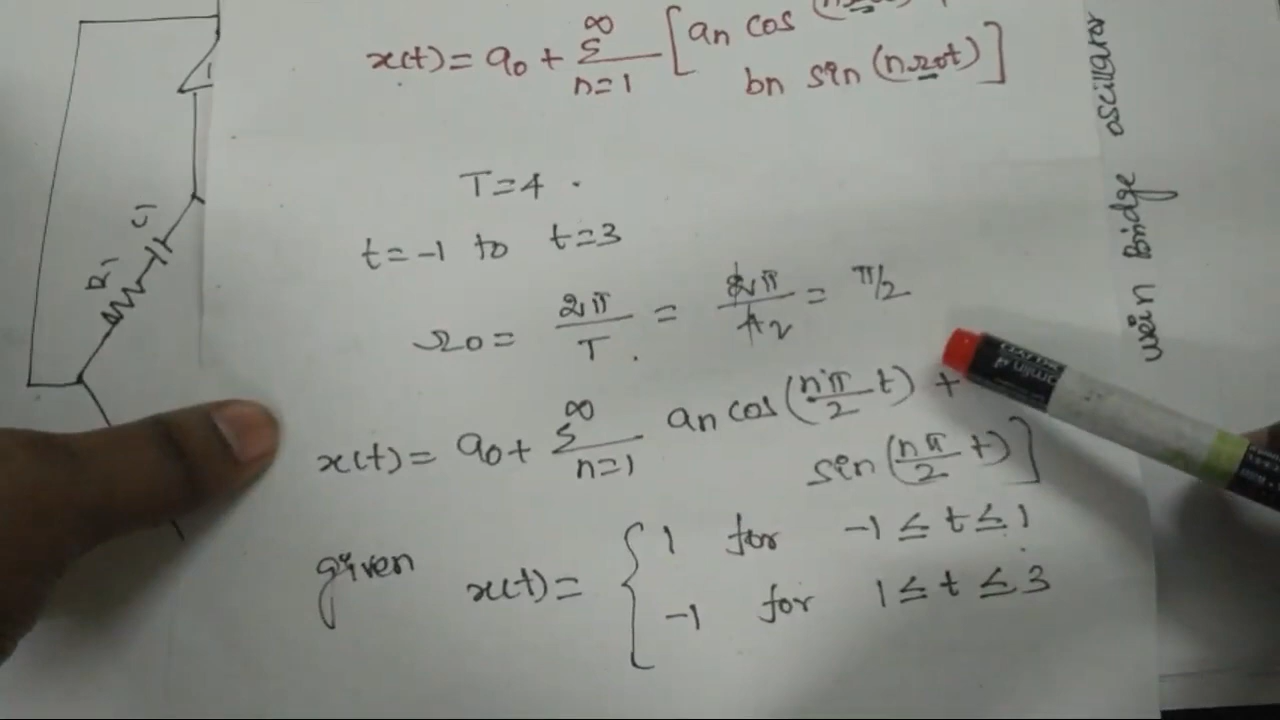 x(t) = a0 + Σ∞n=1 [an cos
bn sin (nΩ0t)]
T=4 .
t=-1 to t=3
Ω0 = 2π/T . = 2π/42 = π/2
x(t) = a0 + Σ∞n=1 an cos (nπ/2 t) +
sin (nπ/2 t)]
given x(t) = { 1 for -1 ≤ t ≤ 1
-1 for 1 ≤ t ≤ 3
R1 C1
wein Bridge oscillator